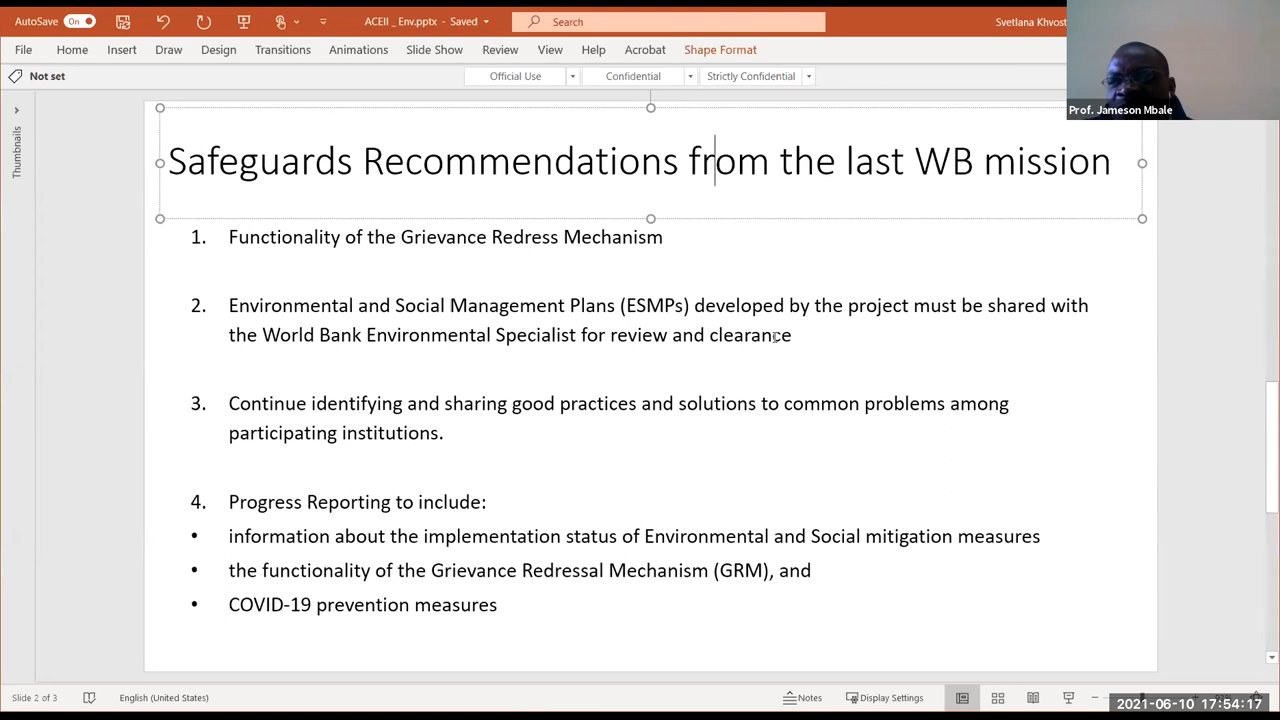 AutoSave On ACEII _ Env.pptx - Saved Search Svetlana Khvost
File Home Insert Draw Design Transitions Animations Slide Show Review View Help Acrobat Shape Format
Not set Official Use Confidential Strictly Confidential
Prof. Jameson Mbale
Thumbnails
Safeguards Recommendations from the last WB mission
1. Functionality of the Grievance Redress Mechanism
2. Environmental and Social Management Plans (ESMPs) developed by the project must be shared with
the World Bank Environmental Specialist for review and clearance
3. Continue identifying and sharing good practices and solutions to common problems among
participating institutions.
4. Progress Reporting to include:
• information about the implementation status of Environmental and Social mitigation measures
• the functionality of the Grievance Redressal Mechanism (GRM), and
• COVID-19 prevention measures
Slide 2 of 3 English (United States) Notes Display Settings
2021-06-10 17:54:17